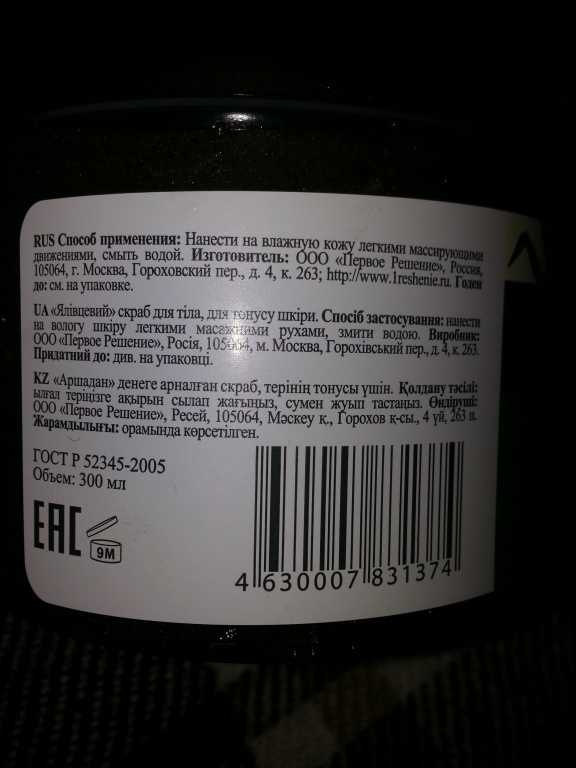 RUS Способ применения: Нанести на влажную кожу легкими массирующими
движениями, смыть водой. Изготовитель: ООО «Первое Решение», Россия,
105064, г. Москва, Гороховский пер., д. 4, к. 263; http://www.1reshenie.ru. Годен
до: см. на упаковке.
UA «Ялівцевий» скраб для тіла, для тонусу шкіри. Спосіб застосування: нанести
на вологу шкіру легкими масажними рухами, змити водою. Виробник:
ООО «Первое Решение», Росія, 105064, м. Москва, Горохівський пер., д. 4, к. 263.
Придатний до: див. на упаковці.
KZ «Аршадан» денеге арналған скраб, терінің тонусы үшін. Қолдану тәсілі:
ылғал теріңізге ақырын сылап жағыңыз, сумен жуып тастаңыз. Өндіруші:
ООО «Первое Решение», Ресей, 105064, Мәскеу қ., Горохов қ-сы., 4 үй, 263 п.
Жарамдылығы: орамында көрсетілген.
ГОСТ Р 52345-2005
Объем: 300 мл
EAC
9M
4 630007 831374